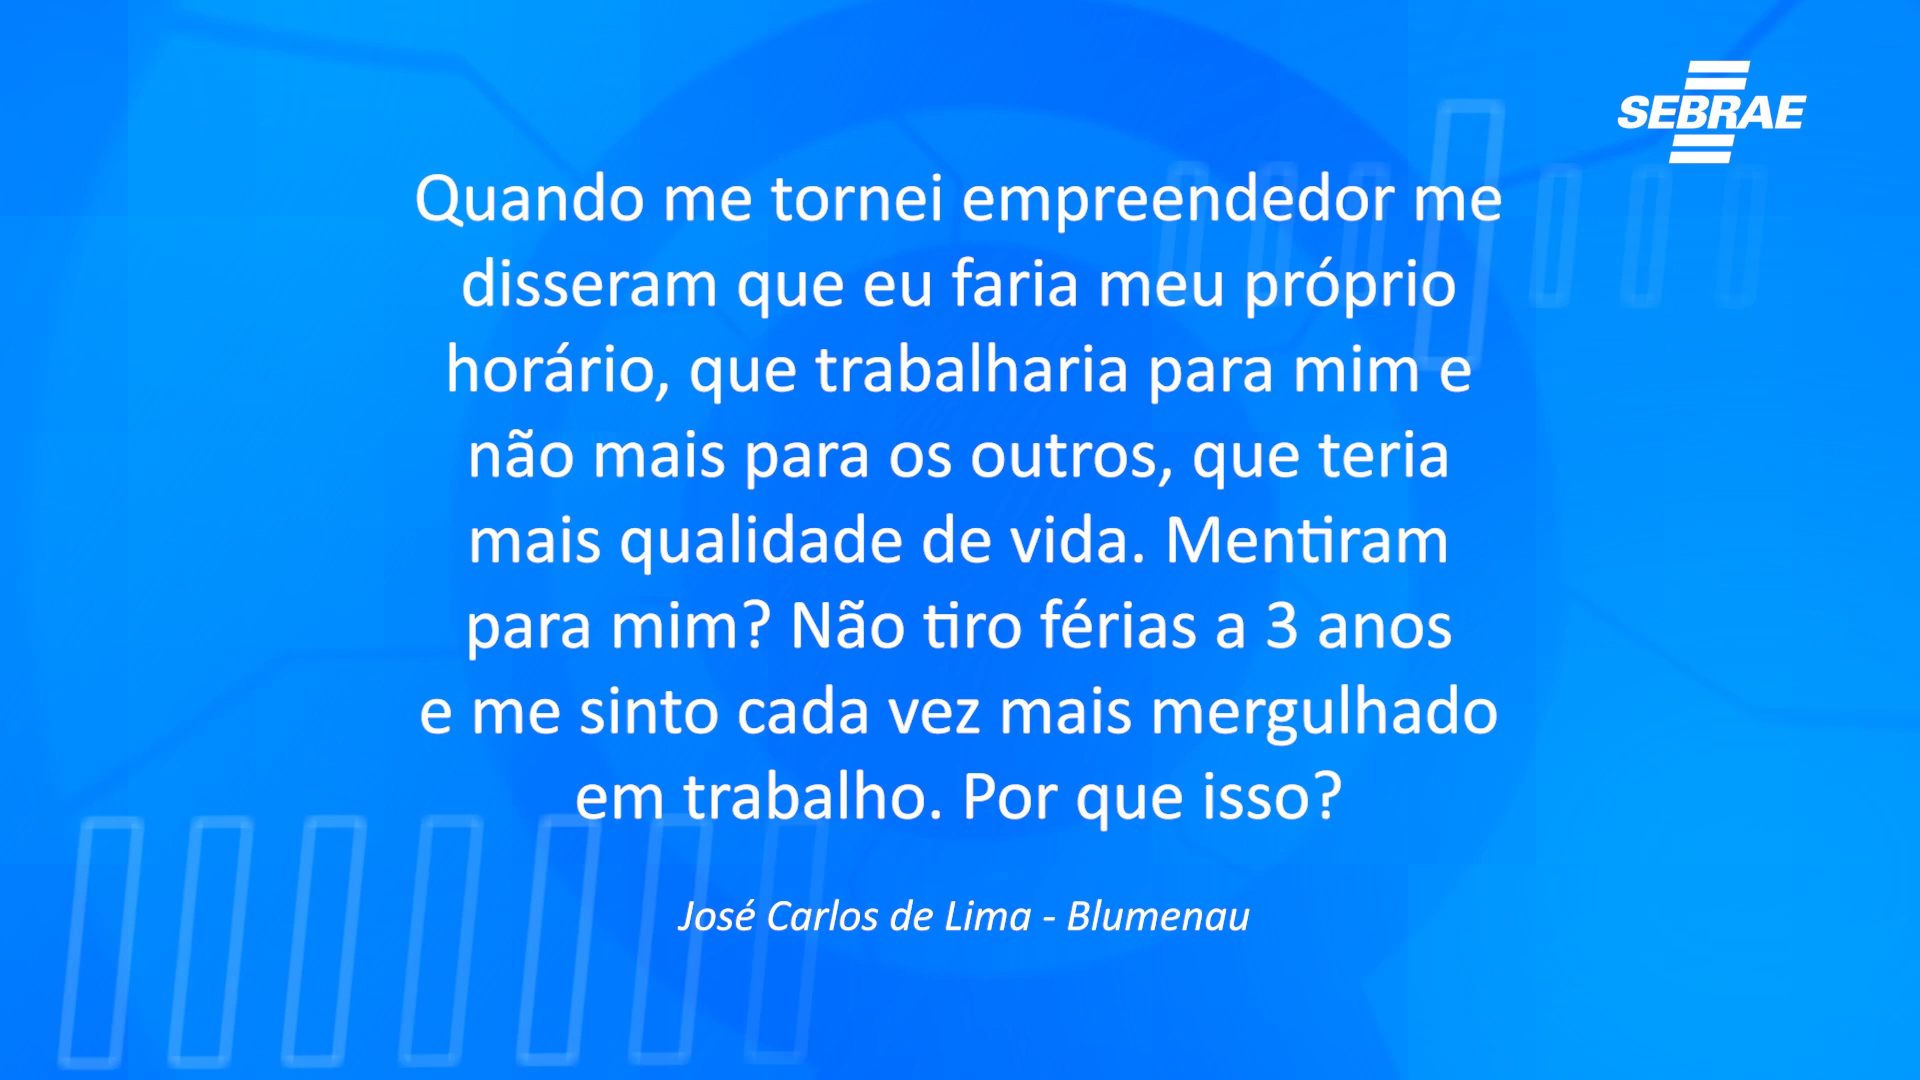 SEBRAE
Quando me tornei empreendedor me
disseram que eu faria meu próprio
horário, que trabalharia para mim e
não mais para os outros, que teria
mais qualidade de vida. Mentiram
para mim? Não tiro férias a 3 anos
e me sinto cada vez mais mergulhado
em trabalho. Por que isso?
José Carlos de Lima - Blumenau